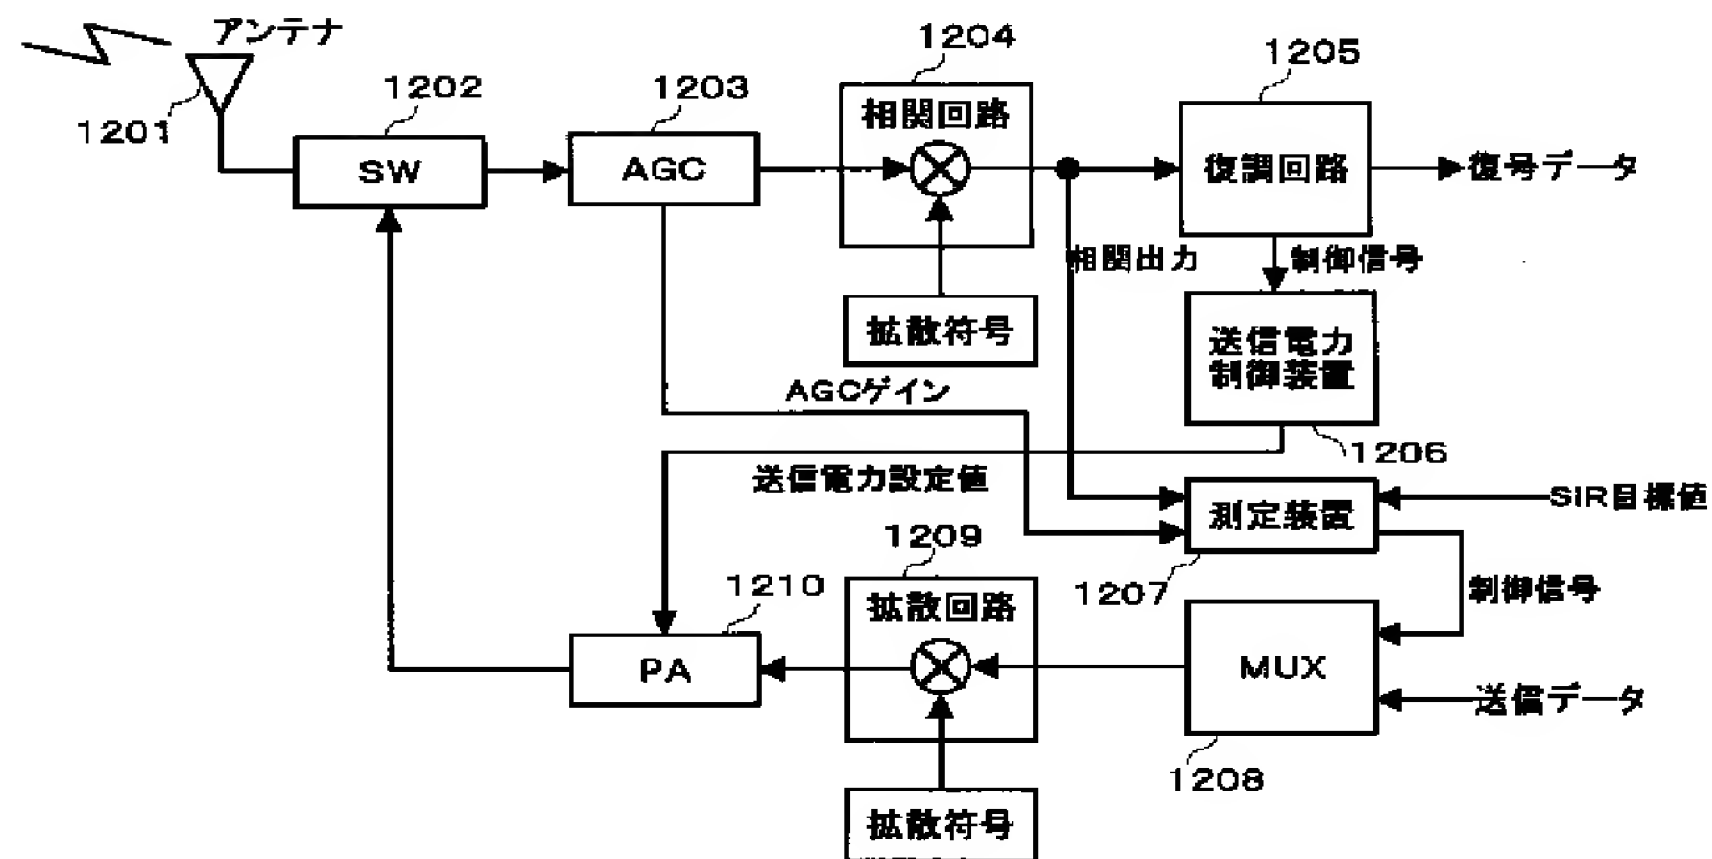 アンテナ
1201
1202
SW
1203
AGC
1204
相関回路
1205
復調回路
復号データ
相関出力
制御信号
拡散符号
送信電力
制御装置
1206
AGCゲイン
送信電力設定値
測定装置
SIR目標値
1207
制御信号
1209
拡散回路
1210
PA
MUX
送信データ
1208
拡散符号